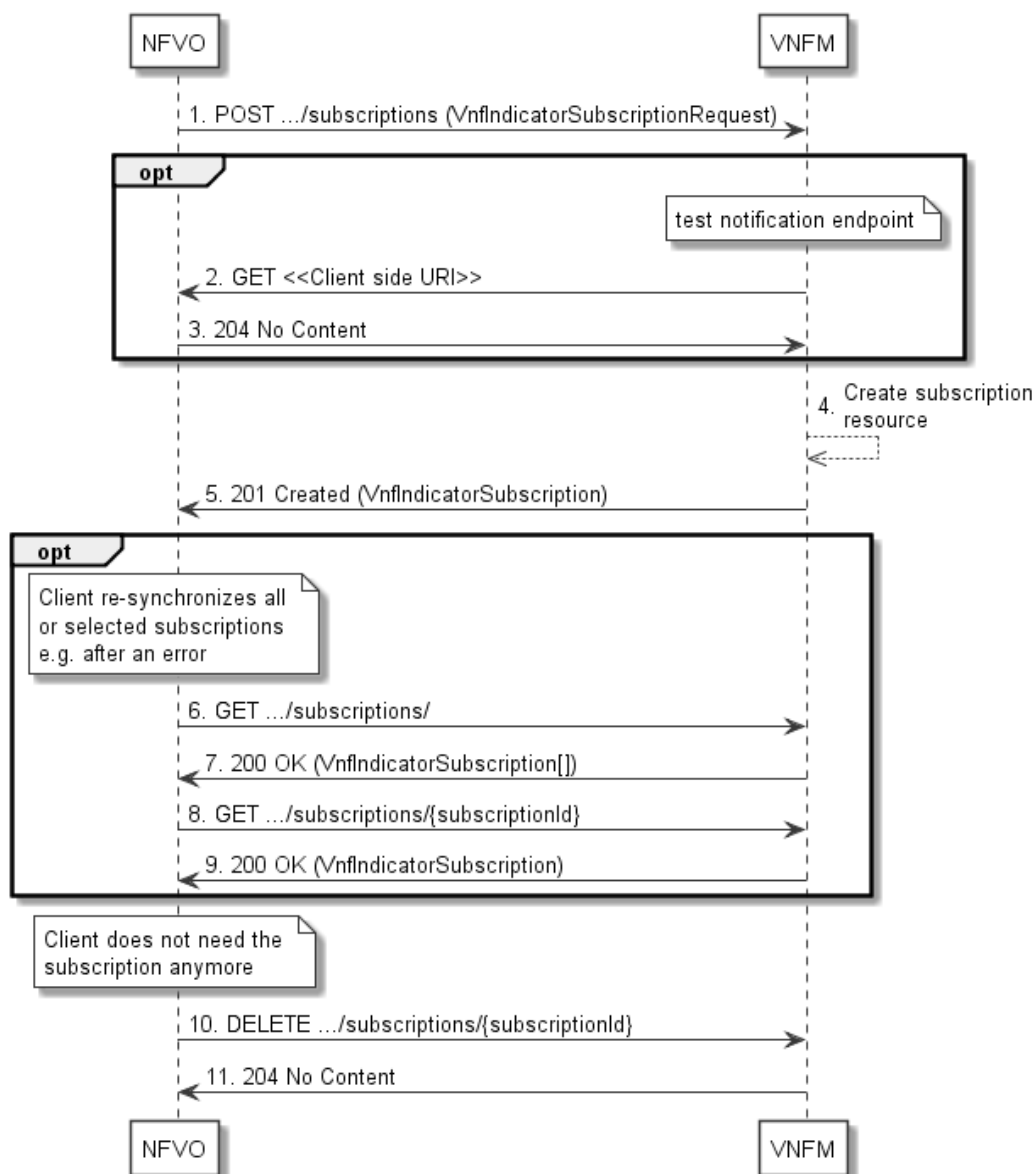 NFVO
VNFM
1. POST .../subscriptions (VnfIndicatorSubscriptionRequest)
opt
test notification endpoint
2. GET <<Client side URI>>
3. 204 No Content
4. Create subscription
resource
5. 201 Created (VnfIndicatorSubscription)
opt
Client re-synchronizes all
or selected subscriptions
e.g. after an error
6. GET .../subscriptions/
7. 200 OK (VnfIndicatorSubscription[])
8. GET .../subscriptions/{subscriptionId}
9. 200 OK (VnfIndicatorSubscription)
Client does not need the
subscription anymore
10. DELETE .../subscriptions/{subscriptionId}
11. 204 No Content
NFVO
VNFM